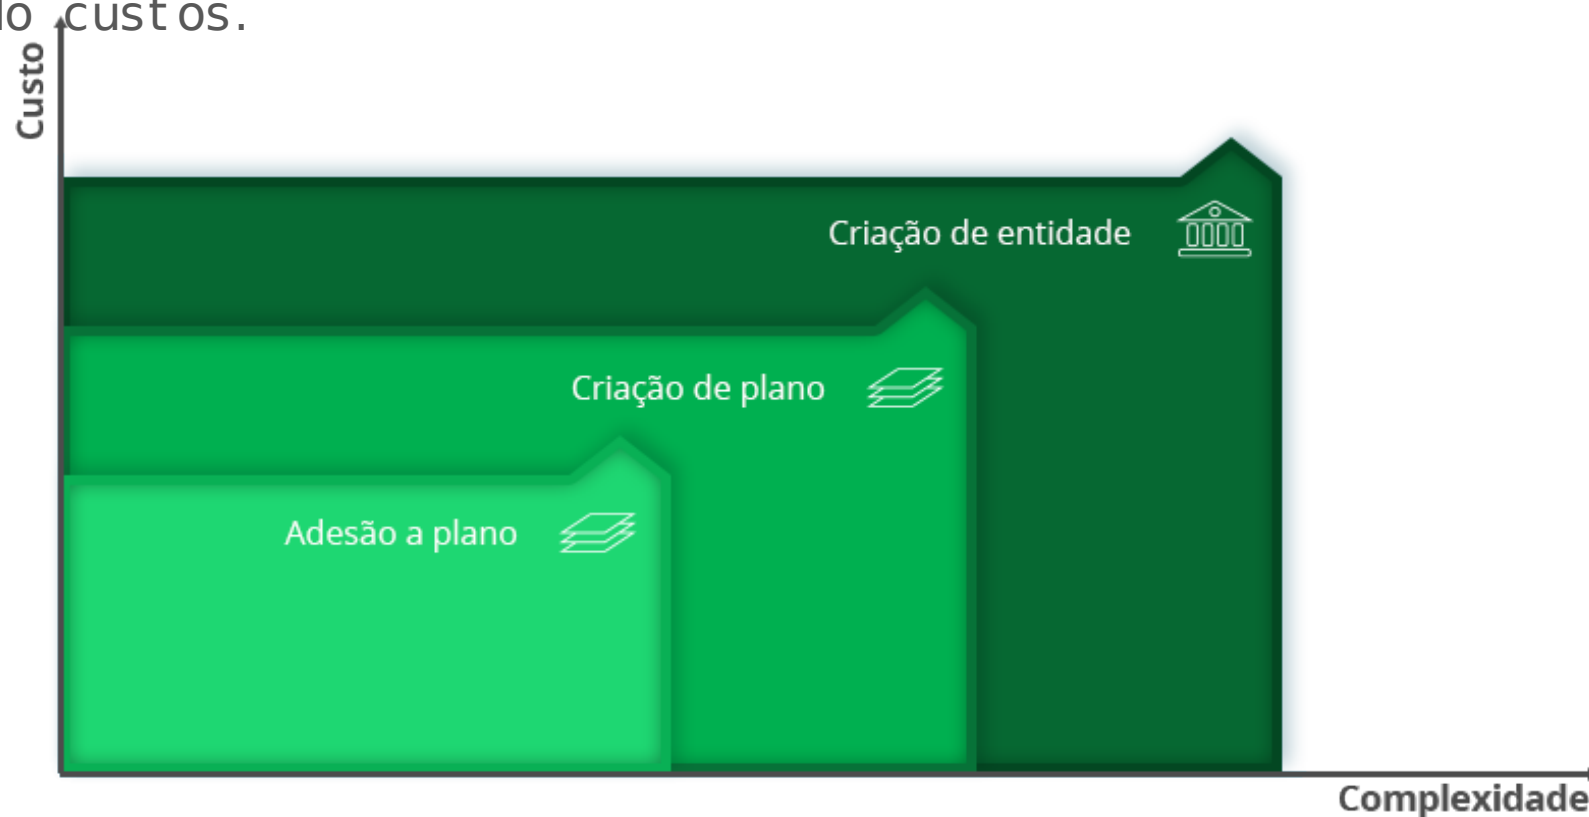 custos.
Custo
Criação de entidade
Criação de plano
Adesão a plano
Complexidade